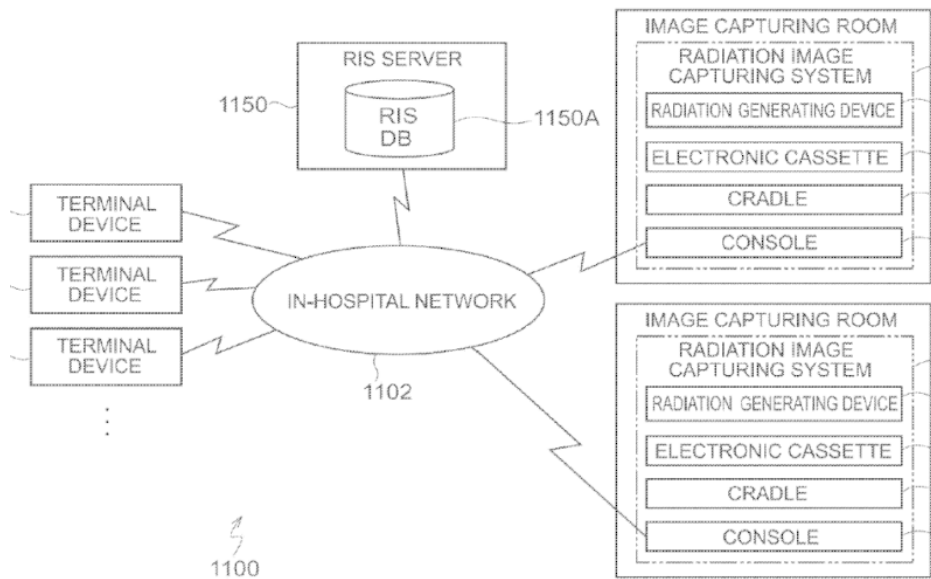 RIS SERVER
1150
RIS
DB
1150A
TERMINAL
DEVICE
TERMINAL
DEVICE
TERMINAL
DEVICE
IN-HOSPITAL NETWORK
1102
1100
IMAGE CAPTURING ROOM
RADIATION IMAGE
CAPTURING SYSTEM
RADIATION GENERATING DEVICE
ELECTRONIC CASSETTE
CRADLE
CONSOLE
IMAGE CAPTURING ROOM
RADIATION IMAGE
CAPTURING SYSTEM
RADIATION GENERATING DEVICE
ELECTRONIC CASSETTE
CRADLE
CONSOLE